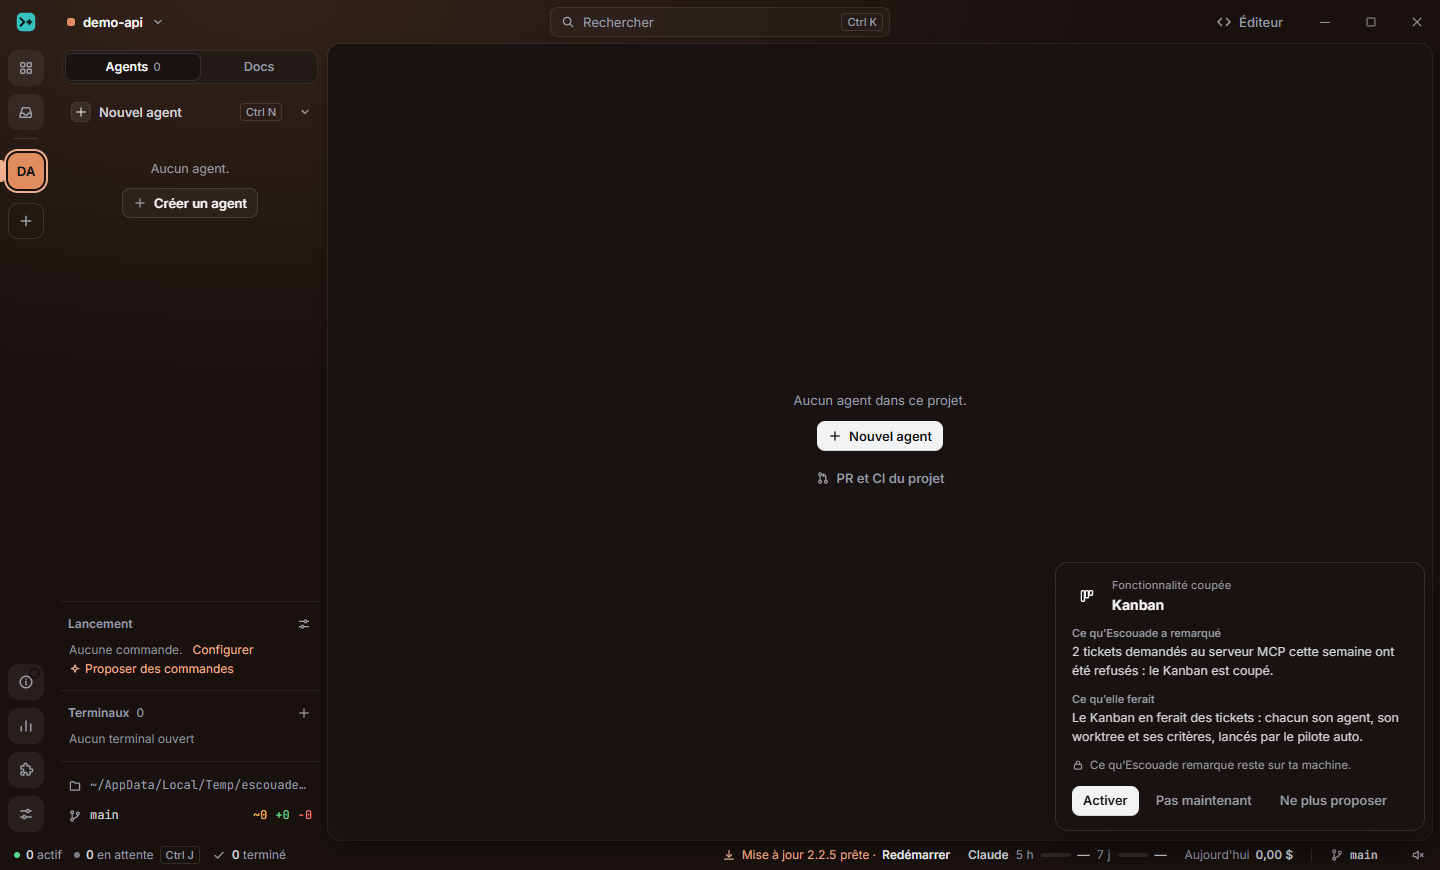 demo-api
Rechercher
Ctrl K
Éditeur
Agents 0
Docs
Nouvel agent
Ctrl N
DA
Aucun agent.
Créer un agent
Aucun agent dans ce projet.
Nouvel agent
PR et CI du projet
Lancement
Aucune commande. Configurer
Proposer des commandes
Terminaux 0
Aucun terminal ouvert
~/AppData/Local/Temp/escouade…
main
~0 +0 -0
Fonctionnalité coupée
Kanban
Ce qu’Escouade a remarqué
2 tickets demandés au serveur MCP cette semaine ont
été refusés : le Kanban est coupé.
Ce qu’elle ferait
Le Kanban en ferait des tickets : chacun son agent, son
worktree et ses critères, lancés par le pilote auto.
Ce qu’Escouade remarque reste sur ta machine.
Activer
Pas maintenant
Ne plus proposer
0 actif
0 en attente
Ctrl J
0 terminé
Mise à jour 2.2.5 prête · Redémarrer
Claude 5 h — 7 j —
Aujourd’hui 0,00 $
main